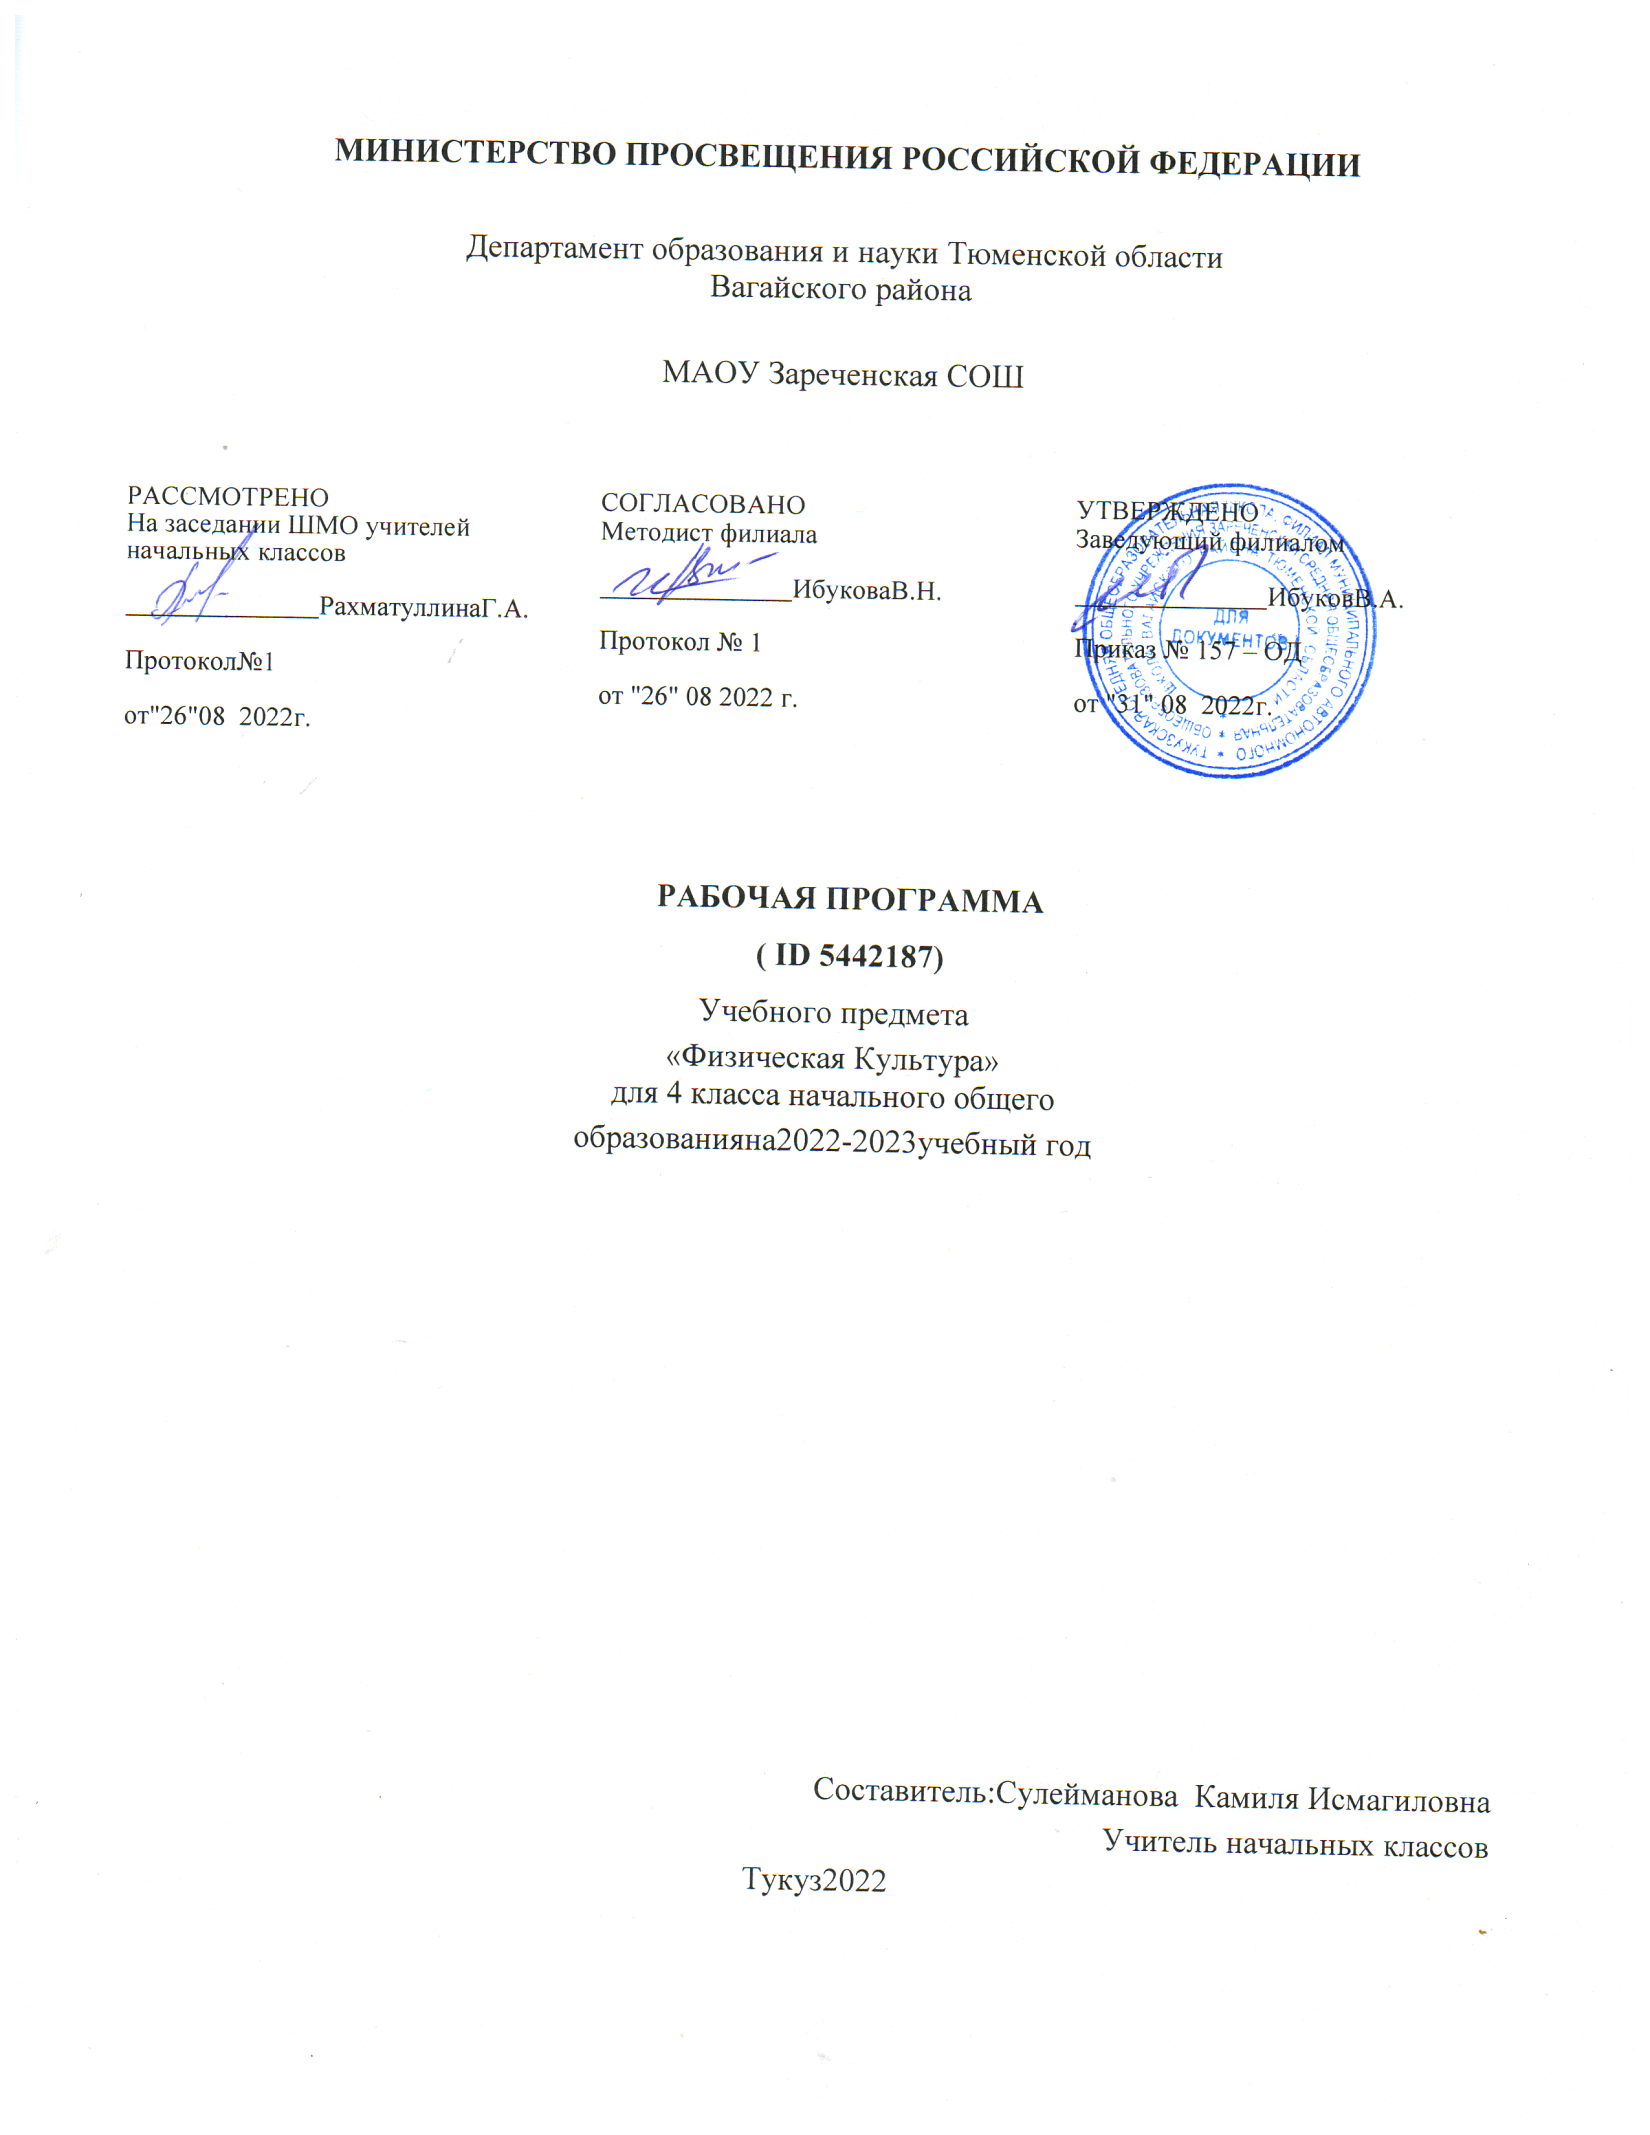 МИНИСТЕРСТВО ПРОСВЕЩЕНИЯ РОССИЙСКОЙ ФЕДЕРАЦИИ
Департамент образования и науки Тюменской области
Вагайского района
МАОУ Зареченская СОШ
РАССМОТРЕНО
На заседании ШМО учителей
начальных классов
______________РахматуллинаГ.А.
Протокол№1
от"26"08 2022г.
СОГЛАСОВАНО
Методист филиала
______________ИбуковаВ.Н.
Протокол № 1
от "26" 08 2022 г.
УТВЕРЖДЕНО
Заведующий филиалом
______________ИбуковВ.А.
Приказ № 157 – ОД
от "31" 08 2022г.
ДЛЯ
ДОКУМЕНТОВ
РАБОЧАЯ ПРОГРАММА
( ID 5442187)
Учебного предмета
«Физическая Культура»
для 4 класса начального общего
образованияна2022-2023учебный год
Составитель:Сулейманова Камиля Исмагиловна
Учитель начальных классов
Тукуз2022